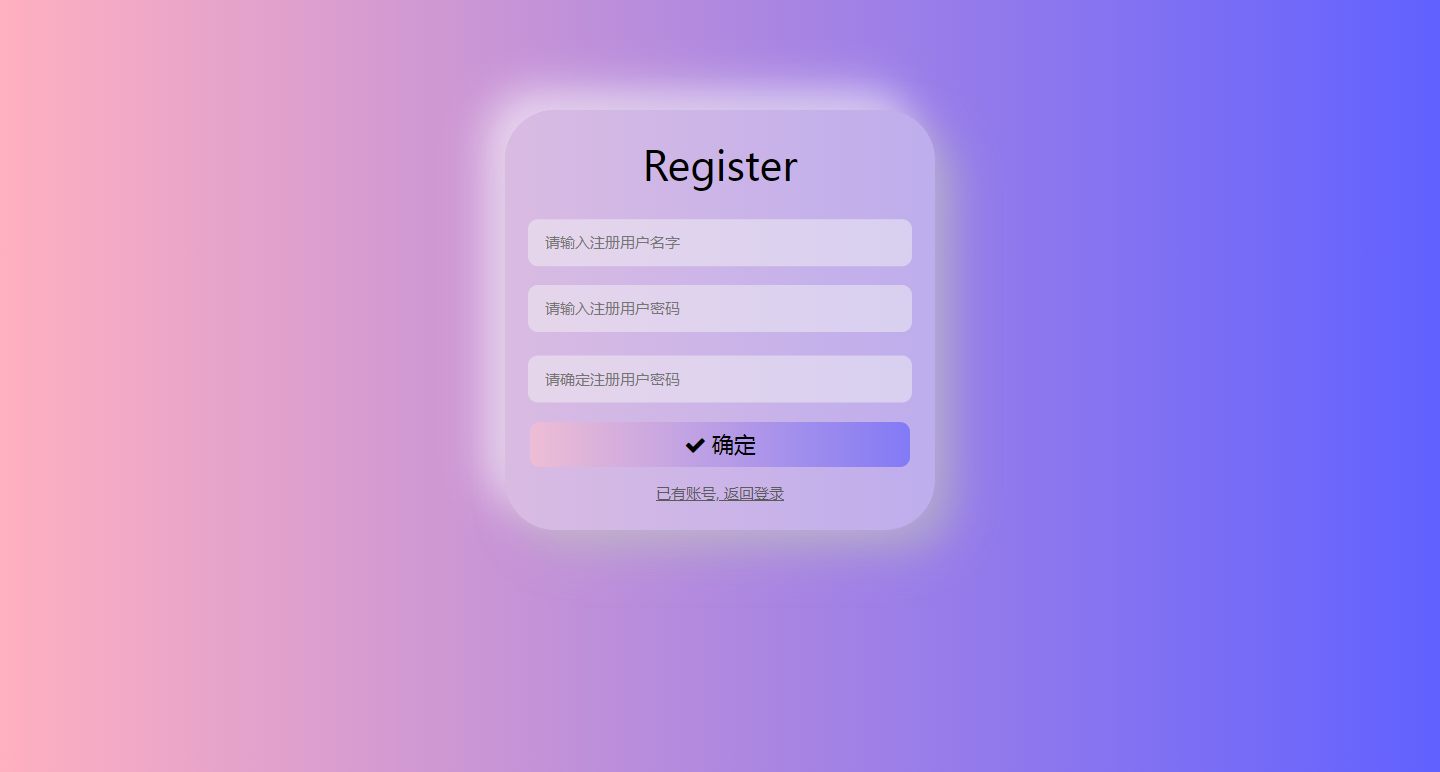 Register
请输入注册用户名字
请输入注册用户密码
请确定注册用户密码
确定
已有账号, 返回登录